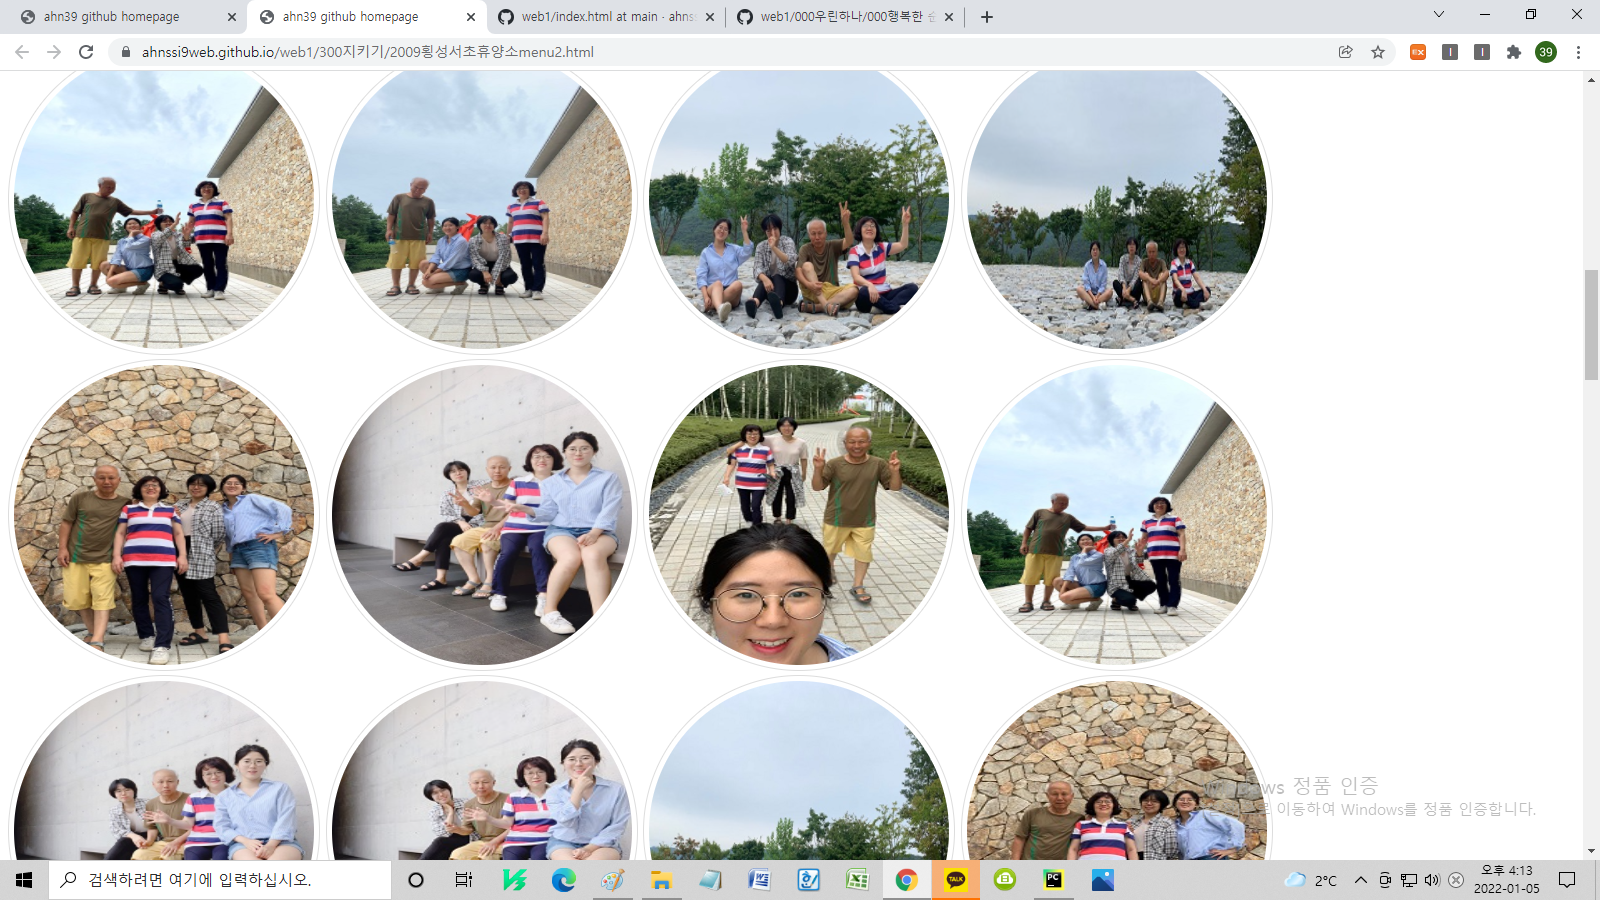 ahn39 github homepage
ahn39 github homepage
web1/index.html at main · ahns
web1/000우린하나/000행복한
ahnssi9web.github.io/web1/300지키기/2009횡성서초휴양소menu2.html
EX
39
ws 정품 인증
이동하여 Windows를 정품 인증합니다.
검색하려면 여기에 입력하십시오.
TALK
PC
2°C
오후 4:13
2022-01-05